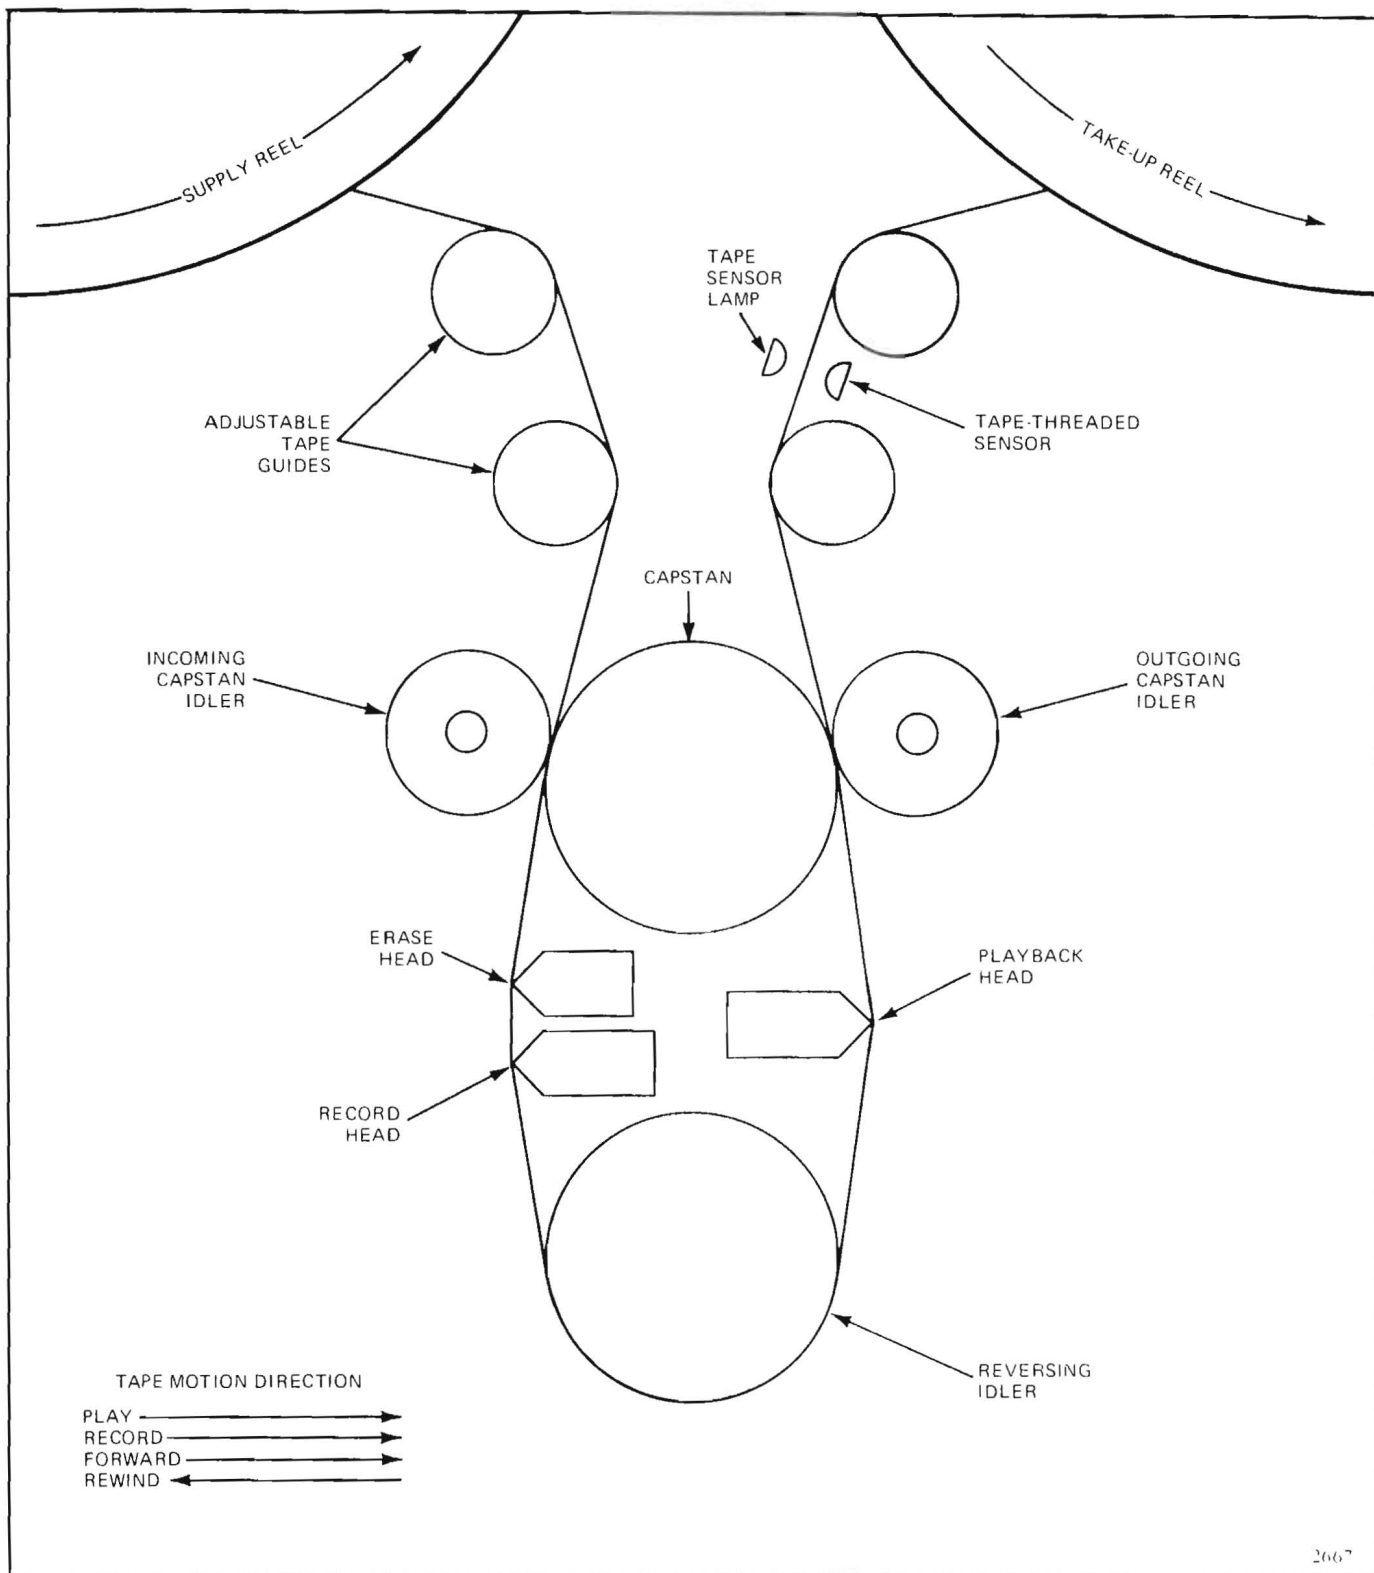 SUPPLY REEL
TAKE-UP REEL
TAPE
SENSOR
LAMP
ADJUSTABLE
TAPE
GUIDES
TAPE-THREADED
SENSOR
CAPSTAN
INCOMING
CAPSTAN
IDLER
OUTGOING
CAPSTAN
IDLER
ERASE
HEAD
PLAYBACK
HEAD
RECORD
HEAD
REVERSING
IDLER
TAPE MOTION DIRECTION
PLAY
RECORD
FORWARD
REWIND
2667